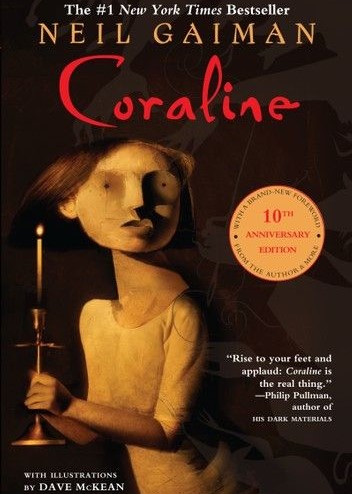 The #1 New York Times Bestseller
NEIL GAIMAN
Coraline
WITH A BRAND-NEW FOREWORD
10TH
ANNIVERSARY
EDITION
FROM THE AUTHOR & MORE
“Rise to your feet and
applaud: Coraline is
the real thing.”
—Philip Pullman,
author of
HIS DARK MATERIALS
WITH ILLUSTRATIONS
BY DAVE McKEAN